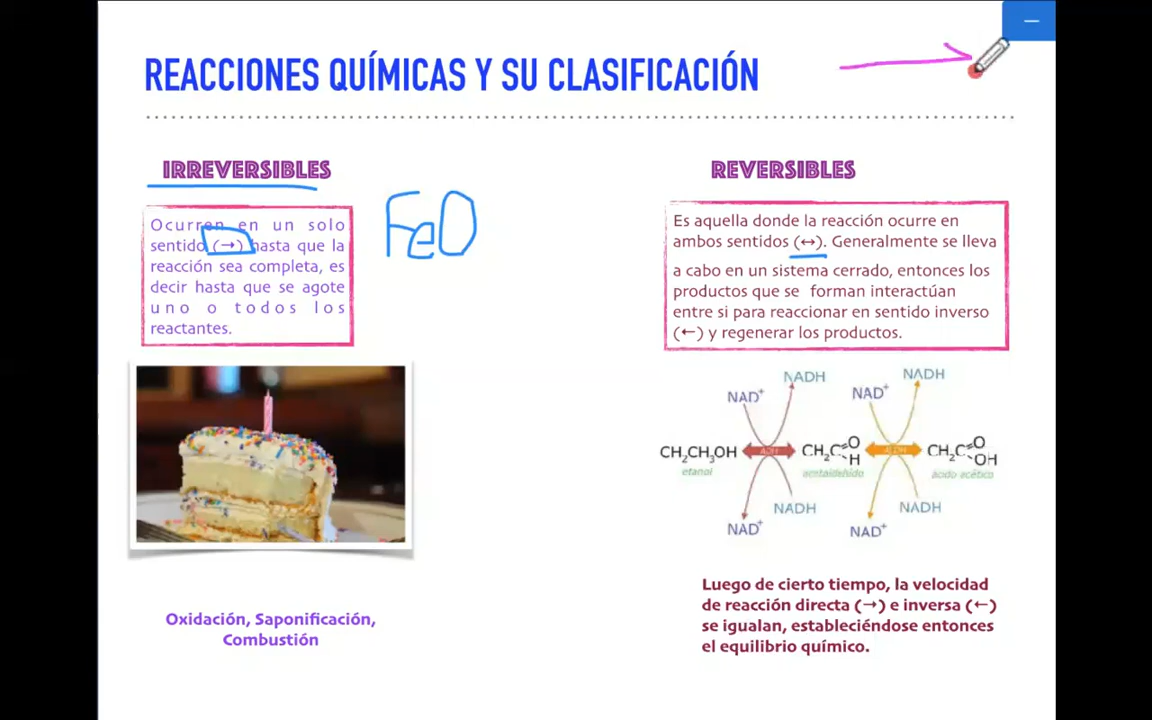 REACCIONES QUÍMICAS Y SU CLASIFICACIÓN
IRREVERSIBLES
Ocurren en un solo
sentido (→) hasta que la
reacción sea completa, es
decir hasta que se agote
uno o todos los
reactantes.
FeO
Oxidación, Saponificación,
Combustión
REVERSIBLES
Es aquella donde la reacción ocurre en
ambos sentidos (↔). Generalmente se lleva
a cabo en un sistema cerrado, entonces los
productos que se forman interactúan
entre si para reaccionar en sentido inverso
(←) y regenerar los productos.
NAD⁺ NADH NAD⁺ NADH
CH₂CH₃OH ADH CH₂C=O H CH₂C=O OH
etanol acetaldehído ácido acético
NAD⁺ NADH NAD⁺ NADH
Luego de cierto tiempo, la velocidad
de reacción directa (→) e inversa (←)
se igualan, estableciéndose entonces
el equilibrio químico.